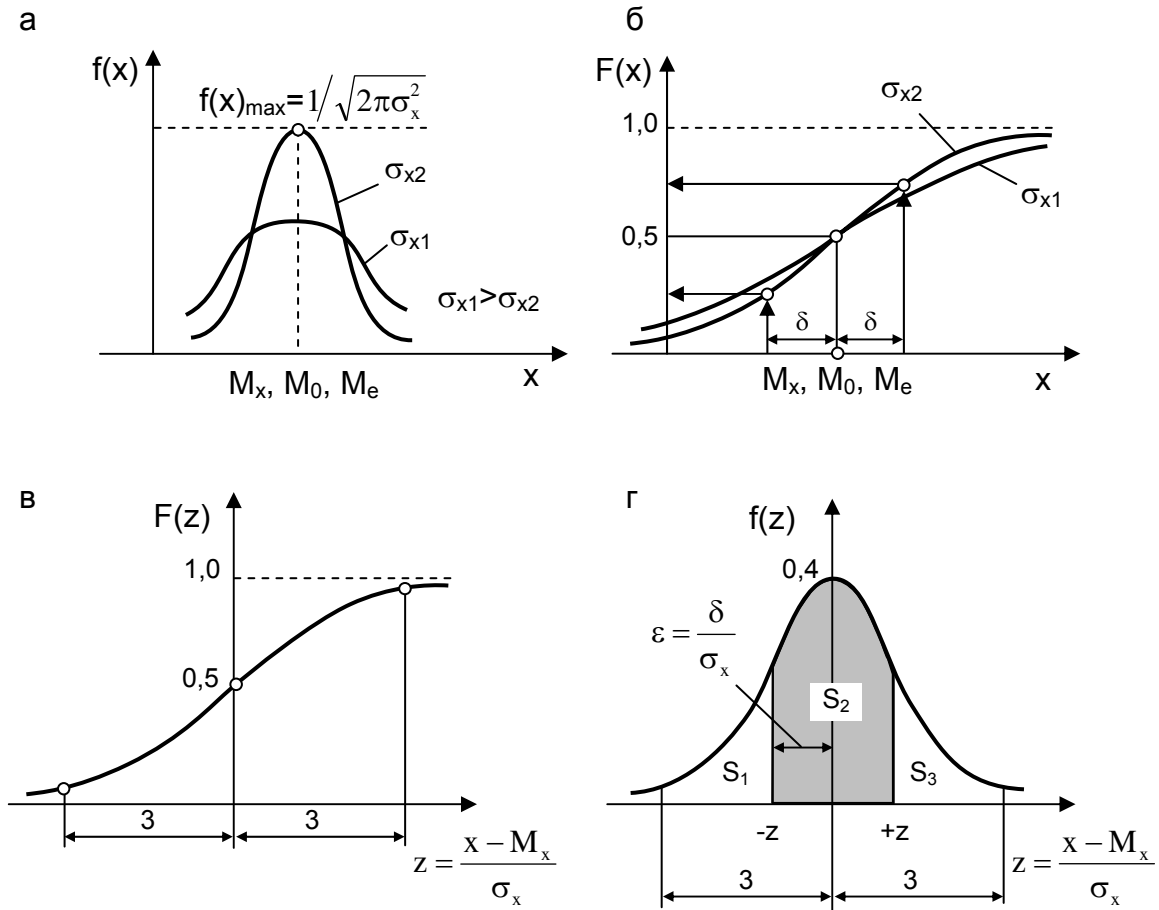 а
f(x)
f(x)max=1/√2πσx²
σx2
σx1
σx1>σx2
x
Mx, M0, Me
б
F(x)
σx2
1,0
σx1
0,5
δ δ
Mx, M0, Me
x
в
F(z)
1,0
0,5
3 3
z = (x − Mx)/σx
г
f(z)
0,4
ε = δ/σx
S2
S1 S3
-z +z
3 3
z = (x − Mx)/σx